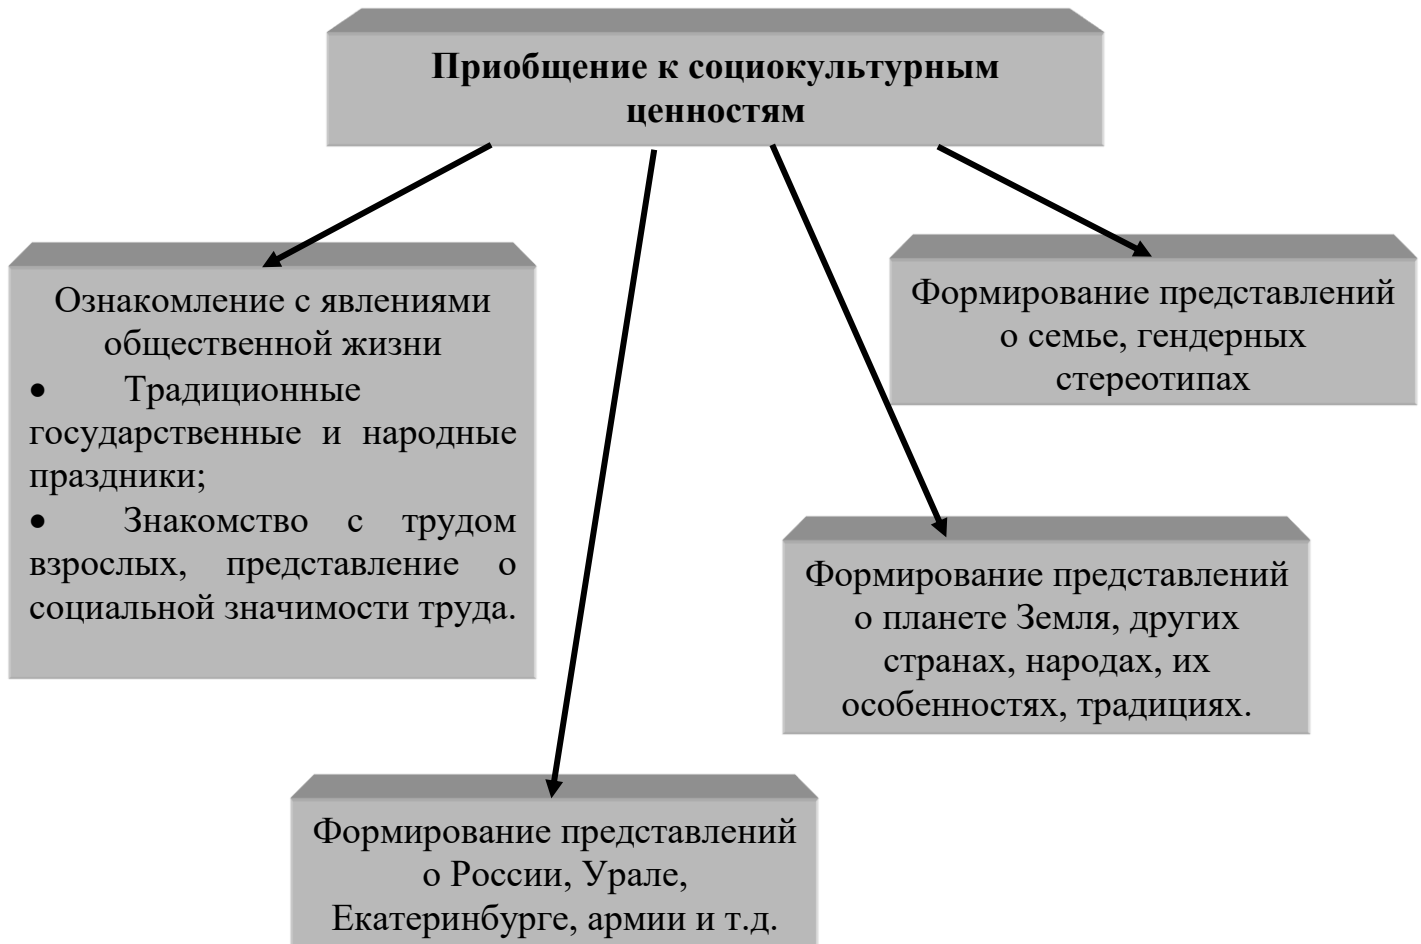 Приобщение к социокультурным
ценностям
Ознакомление с явлениями
общественной жизни
• Традиционные
государственные и народные
праздники;
• Знакомство с трудом
взрослых, представление о
социальной значимости труда.
Формирование представлений
о семье, гендерных
стереотипах
Формирование представлений
о планете Земля, других
странах, народах, их
особенностях, традициях.
Формирование представлений
о России, Урале,
Екатеринбурге, армии и т.д.